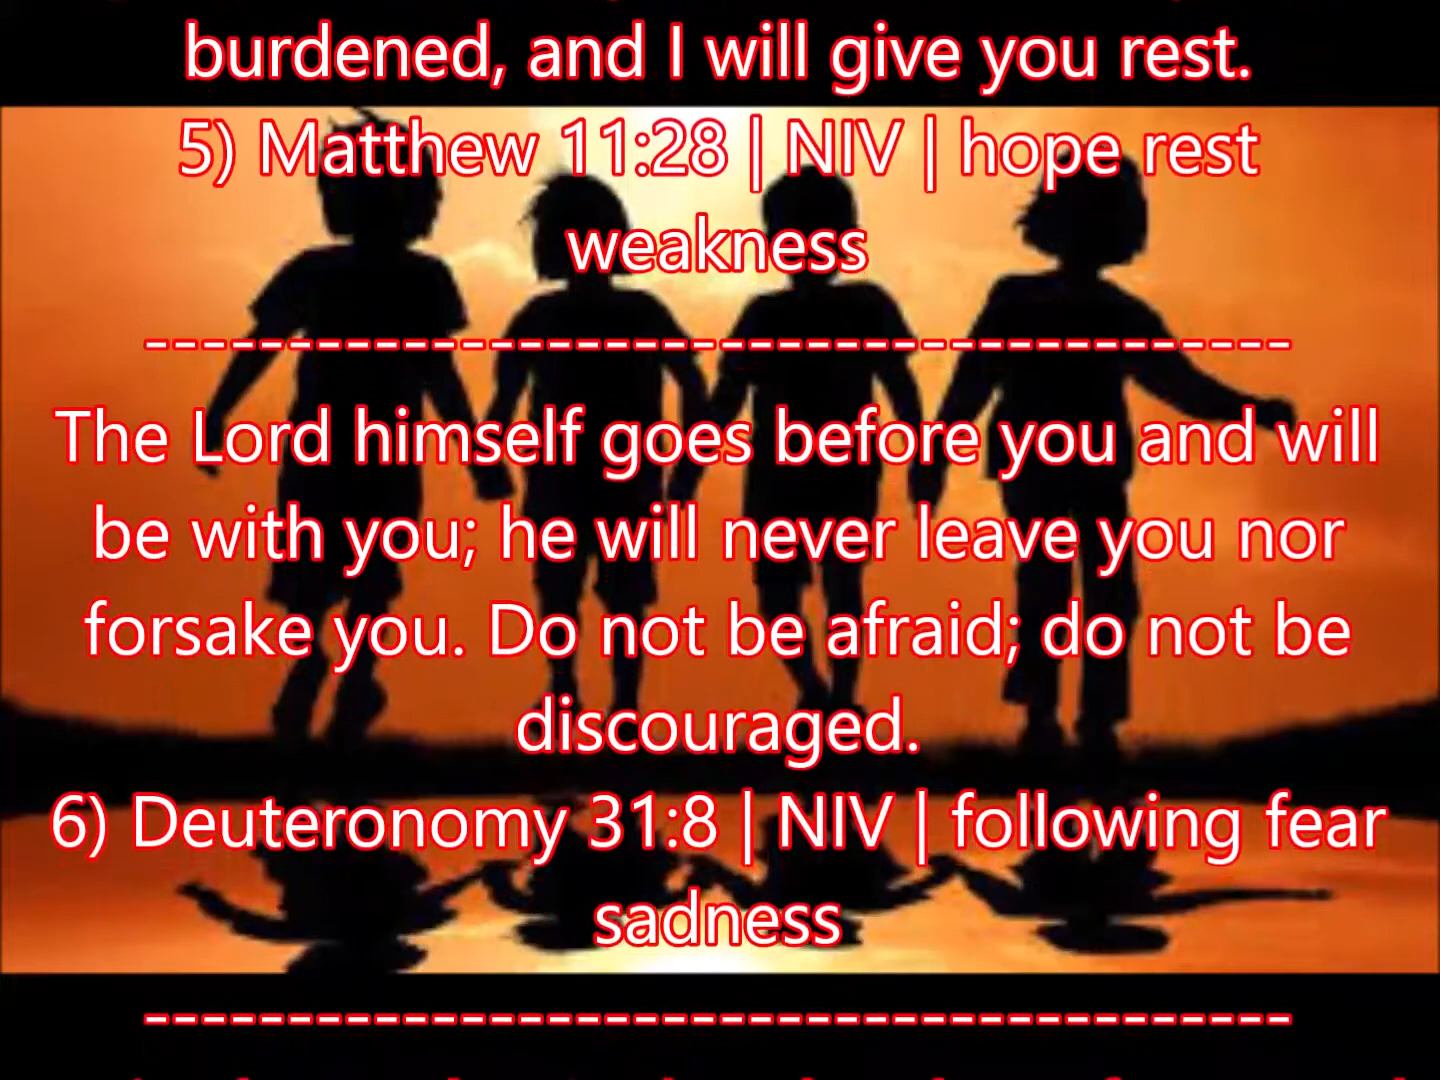 burdened, and I will give you rest.
5) Matthew 11:28 | NIV | hope rest
weakness
----------------------------------------
The Lord himself goes before you and will
be with you; he will never leave you nor
forsake you. Do not be afraid; do not be
discouraged.
6) Deuteronomy 31:8 | NIV | following fear
sadness
----------------------------------------